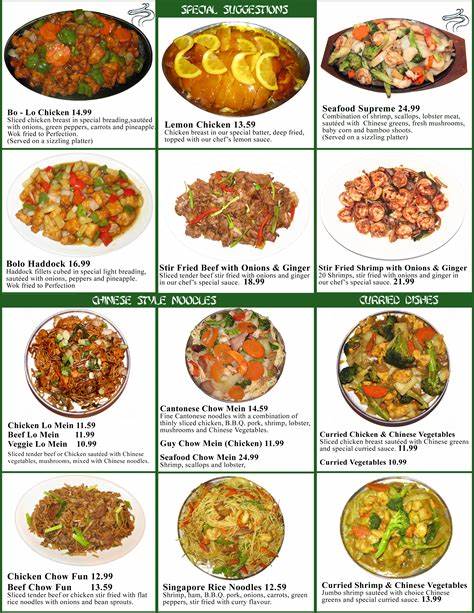 SPECIAL SUGGESTIONS
Bo - Lo Chicken 14.99
Sliced chicken breast in special breading,sautéed
with onions, green peppers, carrots and pineapple
Wok fried to Perfection.
(Served on a sizzling platter)
Lemon Chicken 13.59
Chicken breast in our special batter, deep fried,
topped with our chef"s lemon sauce.
Seafood Supreme 24.99
Combination of shrimp, scallops, lobster meat,
sautéed with Chinese greens, fresh mushrooms,
baby corn and bamboo shoots.
(Served on a sizzling platter)
Bolo Haddock 16.99
Haddock fillets cubed in special light breading,
sautéed with onions, peppers and pineapple.
Wok fried to Perfection
Stir Fried Beef with Onions & Ginger
Sliced tender beef stir fried with onions and ginger
in our chef"s special sauce. 18.99
Stir Fried Shrimp with Onions & Ginger
20 Shrimps, stir fried with onions and ginger in
our chef"s special sauce. 21.99
CHINESE STYLE NOODLES
CURRIED DISHES
Chicken Lo Mein 11.59
Beef Lo Mein 11.99
Veggie Lo Mein 10.99
Sliced tender beef or Chicken sautéed with Chinese
vegetables, mushrooms, mixed with Chinese noodles.
Cantonese Chow Mein 14.59
Fine Cantonese noodles with a combination of
thinly sliced chicken, B.B.Q. pork, shrimp, lobster,
mushrooms and Chinese Vegetables.
Guy Chow Mein (Chicken) 11.99
Seafood Chow Mein 24.99
Shrimp, scallops and lobster,
Curried Chicken & Chinese Vegetables
Sliced chicken breast sautéed with Chinese greens
and special curried sauce. 11.99
Curried Vegetables 10.99
Chicken Chow Fun 12.99
Beef Chow Fun 13.59
Sliced tender beef or chicken stir fried with flat
rice noodles with onions and bean sprouts.
Singapore Rice Noodles 12.59
Shrimp, ham, B.B.Q pork, onions, carrots, green
peppers, stir fried with curry flavour.
Curried Shrimp & Chinese Vegetables
Jumbo shrimp sautéed with choice Chinese
greens and special curried sauce. 13.99